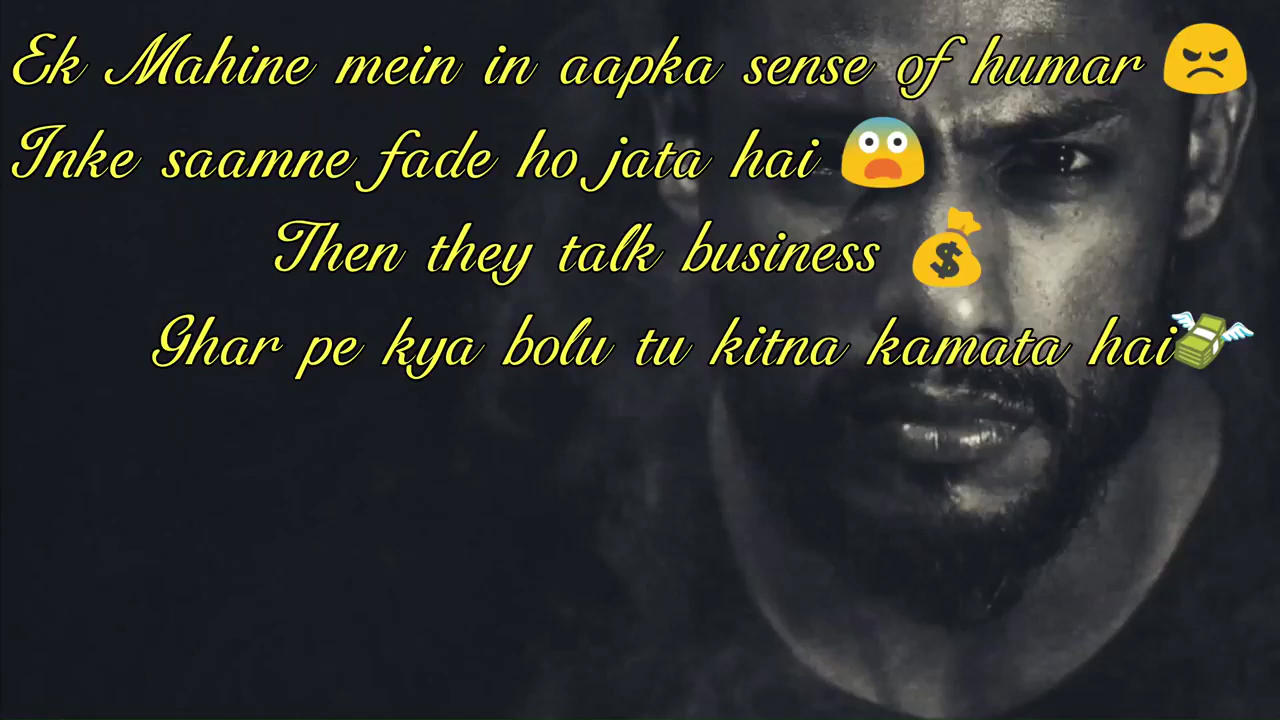 Ek Mahine mein in aapka sense of humar 😠
Inke saamne fade ho jata hai 😨
Then they talk business 💰
Ghar pe kya bolu tu kitna kamata hai💸